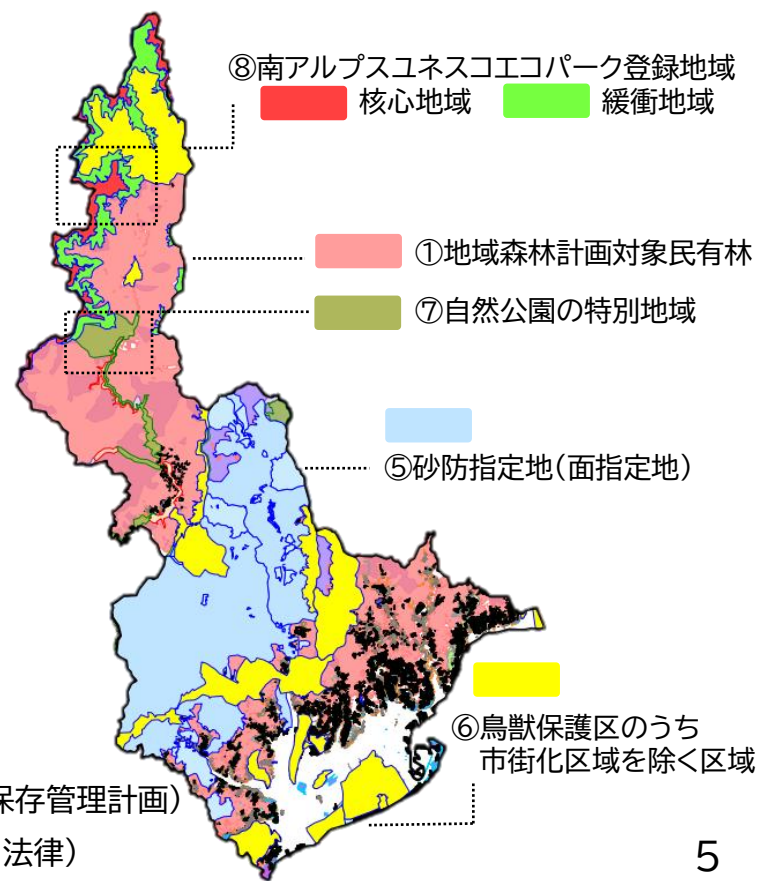 ⑧南アルプスユネスコエコパーク登録地域
核心地域 緩衝地域
①地域森林計画対象民有林
⑦自然公園の特別地域
⑤砂防指定地(面指定地)
⑥鳥獣保護区のうち
市街化区域を除く区域
保存管理計画)
法律)
5